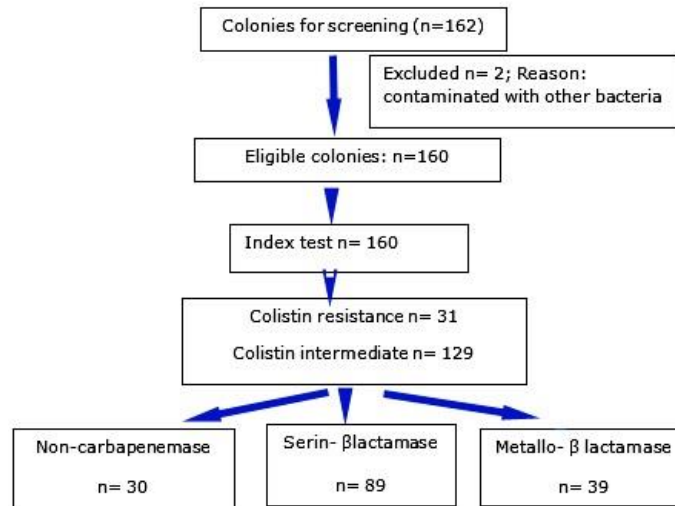 Colonies for screening (n=162)
Excluded n= 2; Reason:
contaminated with other bacteria
Eligible colonies: n=160
Index test n= 160
Colistin resistance n= 31
Colistin intermediate n= 129
Non-carbapenemase
n= 30
Serin- βlactamase
n= 89
Metallo- β lactamase
n= 39